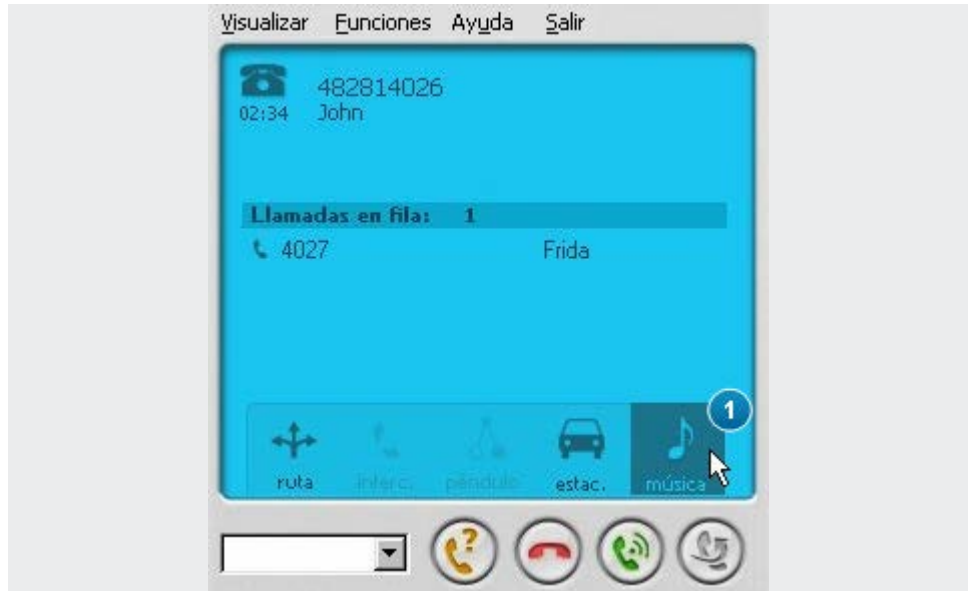 Visualizar Funciones Ayuda Salir
482814026
02:34 John
Llamadas en fila: 1
4027 Frida
1
ruta interc. péndulo estac. música
?